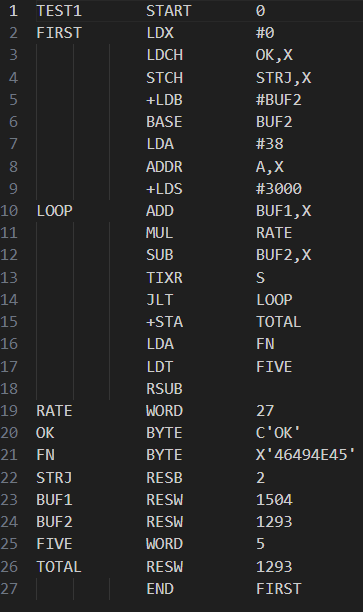 1 TEST1 START 0
2 FIRST LDX #0
3 LDCH OK,X
4 STCH STRJ,X
5 +LDB #BUF2
6 BASE BUF2
7 LDA #38
8 ADDR A,X
9 +LDS #3000
10 LOOP ADD BUF1,X
11 MUL RATE
12 SUB BUF2,X
13 TIXR S
14 JLT LOOP
15 +STA TOTAL
16 LDA FN
17 LDT FIVE
18 RSUB
19 RATE WORD 27
20 OK BYTE C'OK'
21 FN BYTE X'46494E45'
22 STRJ RESB 2
23 BUF1 RESW 1504
24 BUF2 RESW 1293
25 FIVE WORD 5
26 TOTAL RESW 1293
27 END FIRST